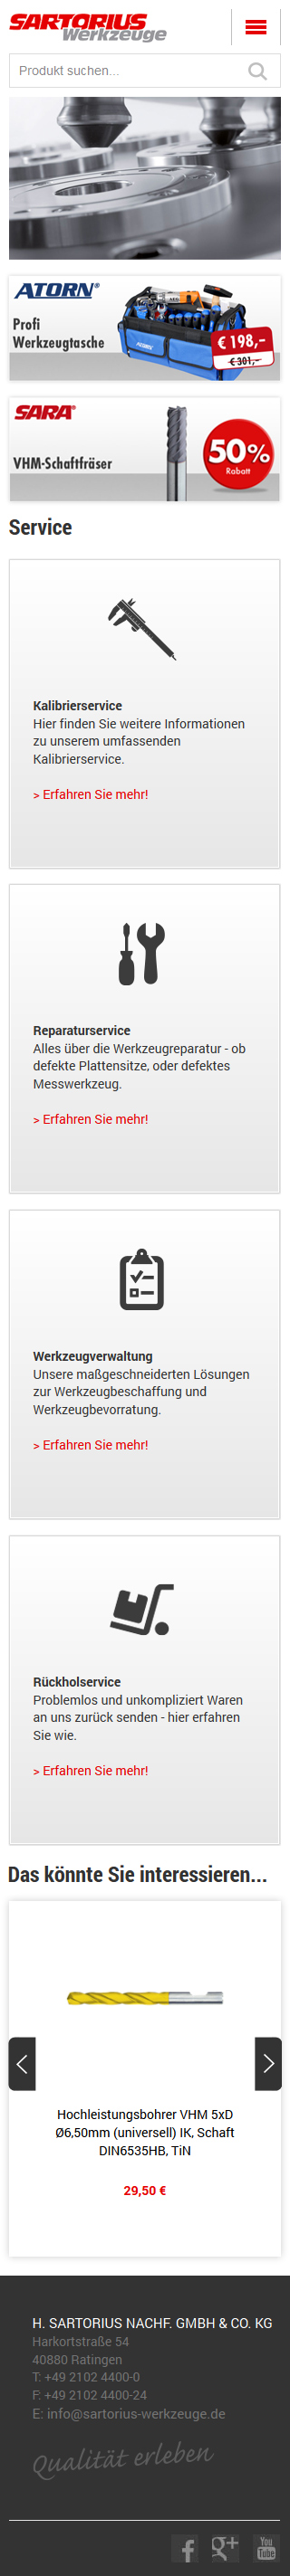 SARTORIUS
Werkzeuge
Produkt suchen...
ATORN®
Profi
Werkzeugtasche
€ 198,–
€ 301,–
SARA®
VHM-Schaftfräser
50%
Rabatt
Service
Kalibrierservice
Hier finden Sie weitere Informationen
zu unserem umfassenden
Kalibrierservice.
> Erfahren Sie mehr!
Reparaturservice
Alles über die Werkzeugreparatur - ob
defekte Plattensitze, oder defektes
Messwerkzeug.
> Erfahren Sie mehr!
Werkzeugverwaltung
Unsere maßgeschneiderten Lösungen
zur Werkzeugbeschaffung und
Werkzeugbevorratung.
> Erfahren Sie mehr!
Rückholservice
Problemlos und unkompliziert Waren
an uns zurück senden - hier erfahren
Sie wie.
> Erfahren Sie mehr!
Das könnte Sie interessieren...
Hochleistungsbohrer VHM 5xD
Ø6,50mm (universell) IK, Schaft
DIN6535HB, TiN
29,50 €
H. SARTORIUS NACHF. GMBH & CO. KG
Harkortstraße 54
40880 Ratingen
T: +49 2102 4400-0
F: +49 2102 4400-24
E: info@sartorius-werkzeuge.de
Qualität erleben
f g+ You Tube